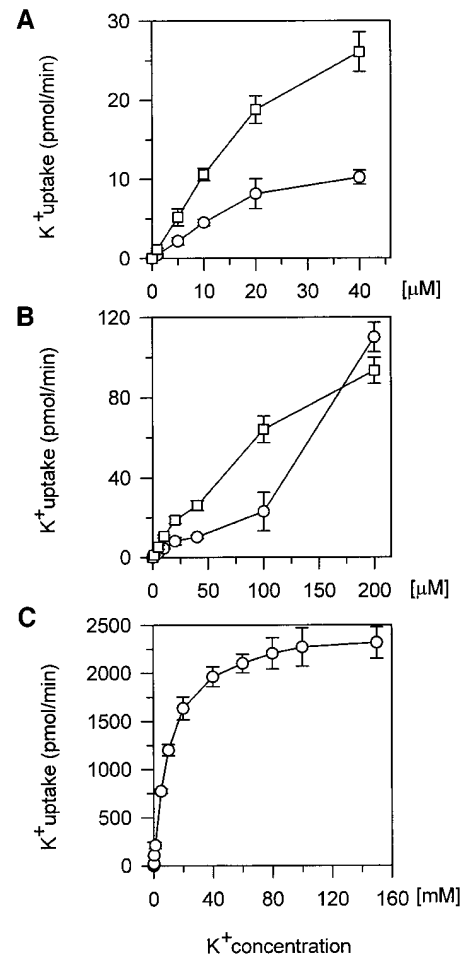 A
K+uptake (pmol/min)
30
20
10
0
0 10 20 30 40 [µM]
B
K+uptake (pmol/min)
120
80
40
0
0 50 100 150 200 [µM]
C
K+uptake (pmol/min)
2500
2000
1500
1000
500
0
0 40 80 120 160 [mM]
K+concentration